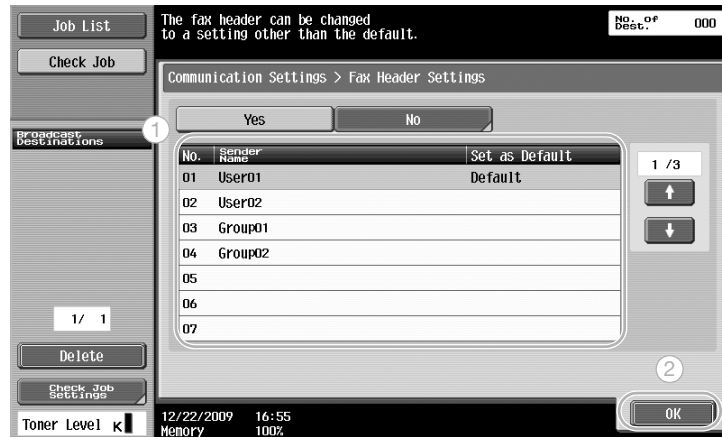 Job List
Check Job
The fax header can be changed
to a setting other than the default.
No. of
Dest.
000
Communication Settings > Fax Header Settings
1
Yes
No
Broadcast
Destinations
No.
Sender
Name
Set as Default
01 User01 Default
02 User02
03 Group01
04 Group02
05
06
07
1 /3
1/ 1
Delete
Check Job
Settings
Toner Level K
12/22/2009 16:55
Memory 100%
2
OK